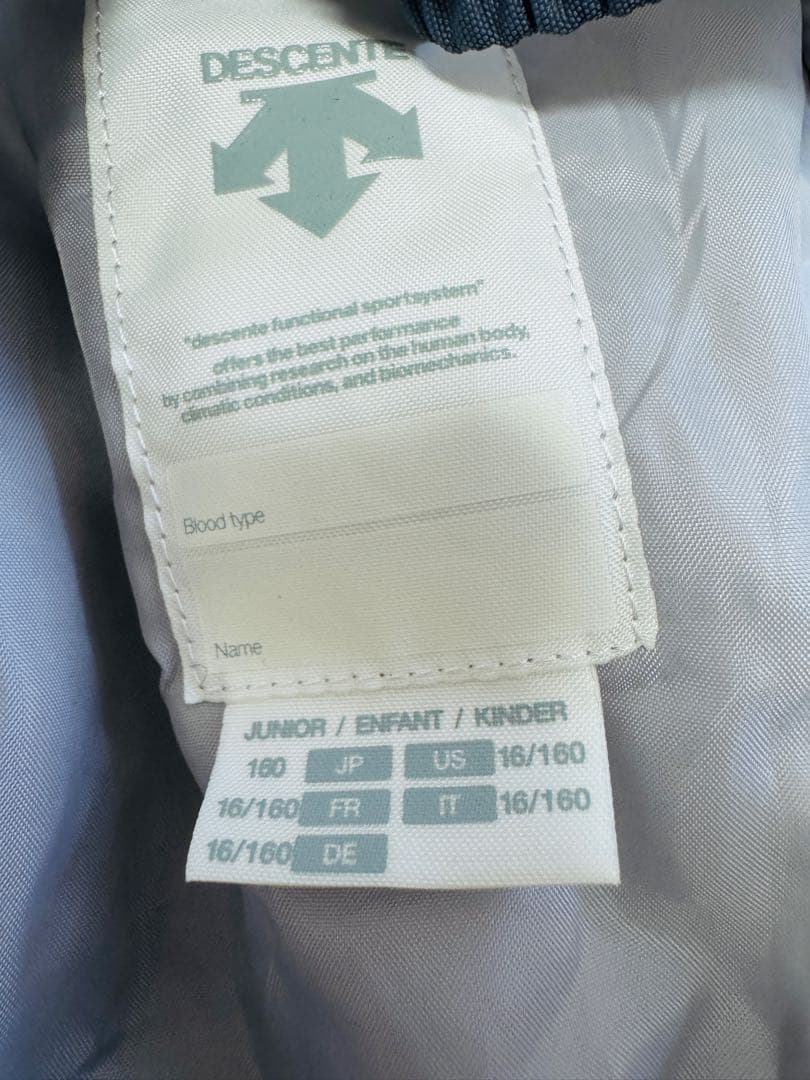 DESCENTE
"descente functional sportsystem"
offers the best performance
by combining research on the human body,
climatic conditions, and biomechanics.
Blood type
Name
JUNIOR / ENFANT / KINDER
160 JP US 16/160
16/160 FR IT 16/160
16/160 DE